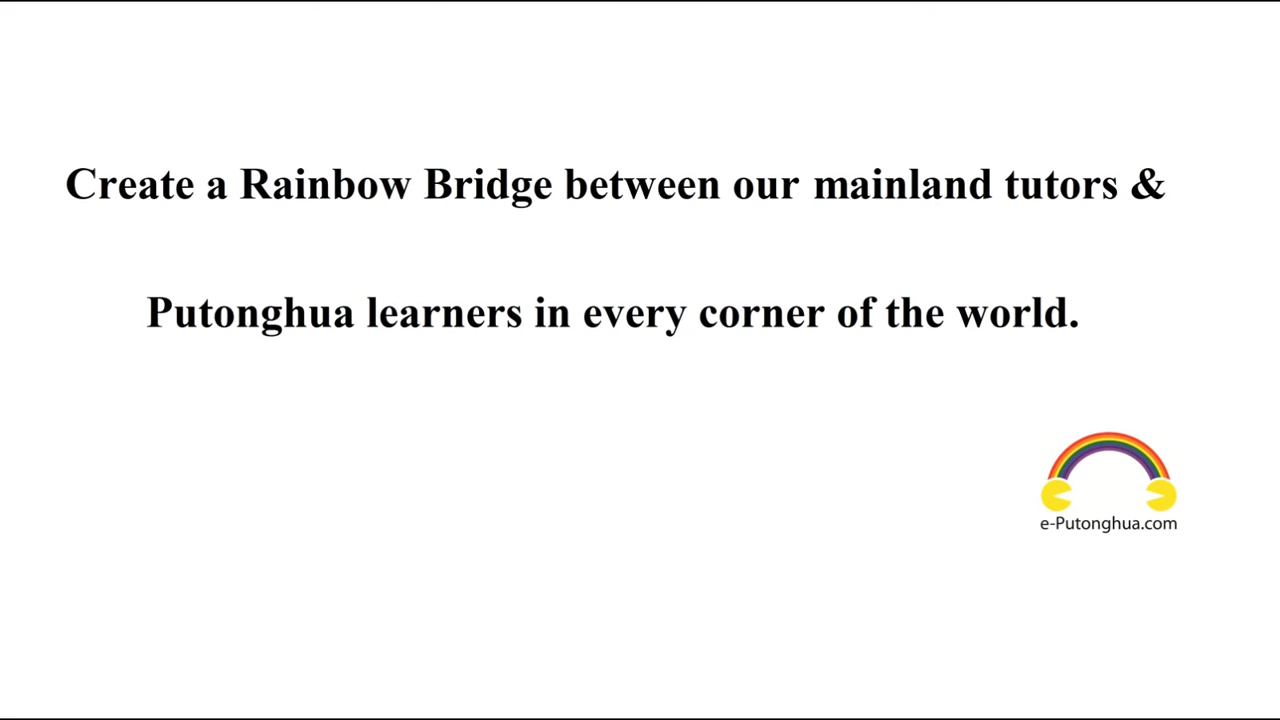 Create a Rainbow Bridge between our mainland tutors &
Putonghua learners in every corner of the world.
e-Putonghua.com